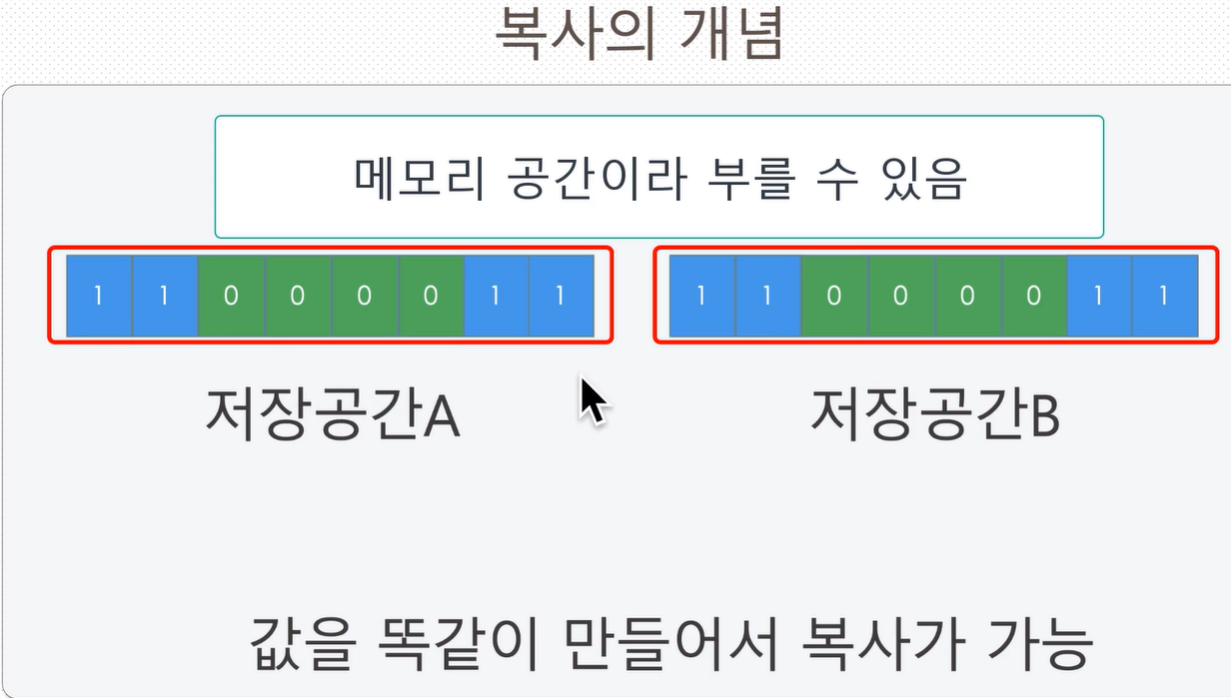 복사의 개념
메모리 공간이라 부를 수 있음
1 1 0 0 0 0 1 1 1 1 0 0 0 0 1 1
저장공간A 저장공간B
값을 똑같이 만들어서 복사가 가능